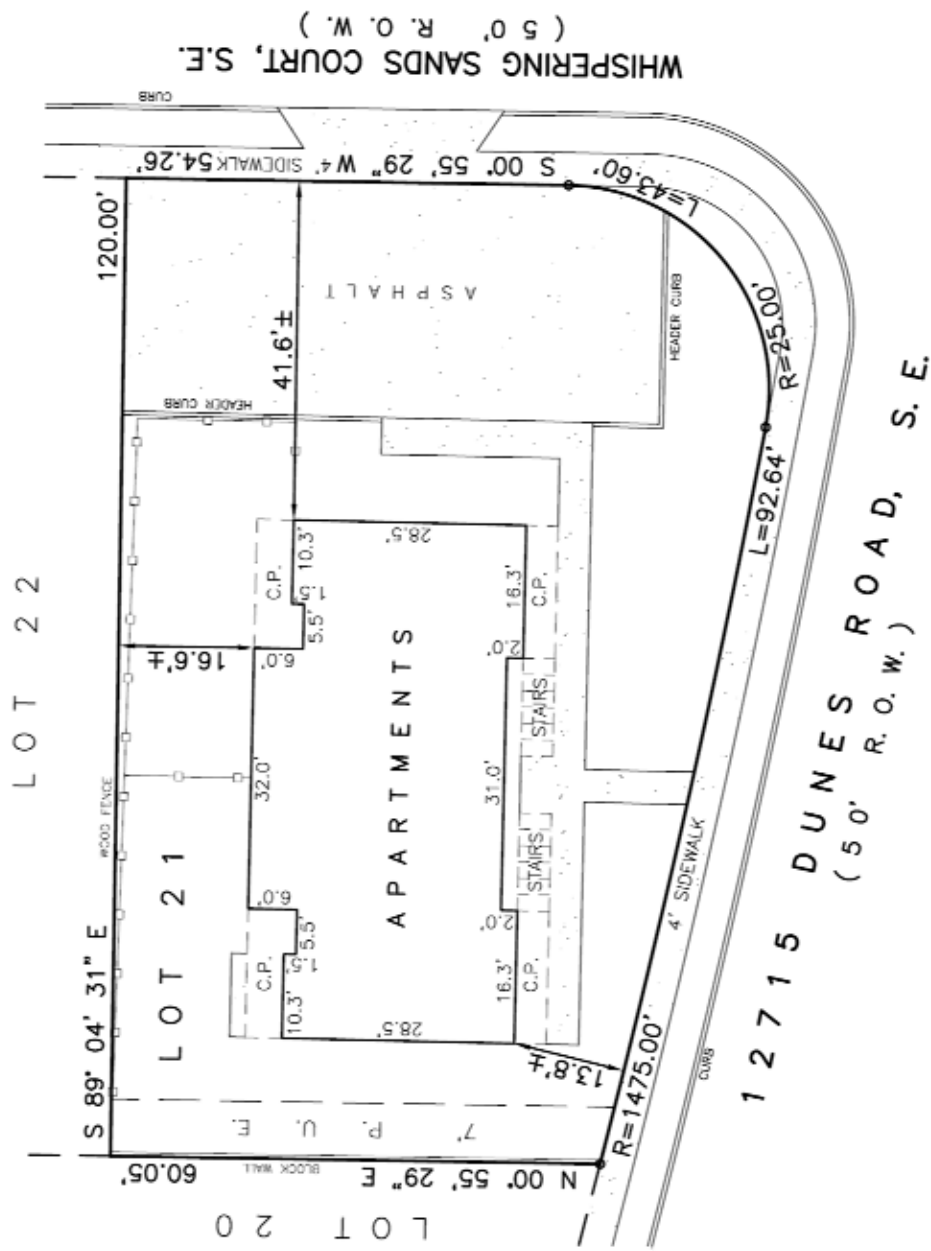 WHISPERING SANDS COURT, S.E.
( 50' R. O. W. )
CURB
4' SIDEWALK
S 00° 55' 29" W 54.26'
L=43.60'
R=25.00'
120.00'
ASPHALT
41.6'±
HEADER CURB
HEADER CURB
LOT 22
WOOD FENCE
S 89° 04' 31" E
LOT 21
16.6'±
C.P.
10.3'
1.5'
5.5'
6.0'
28.5'
16.3'
C.P.
2.0'
STAIRS
32.0'
APARTMENTS
31.0'
STAIRS
6.0'
5.5'
1.5'
C.P.
10.3'
2.0'
16.3'
C.P.
28.5'
13.8'±
7' P. U. E.
BLOCK WALL
N 00° 55' 29" E
60.05'
LOT 20
R=1475.00'
L=92.64'
4' SIDEWALK
CURB
12715 DUNES ROAD, S. E.
( 50' R. O. W. )